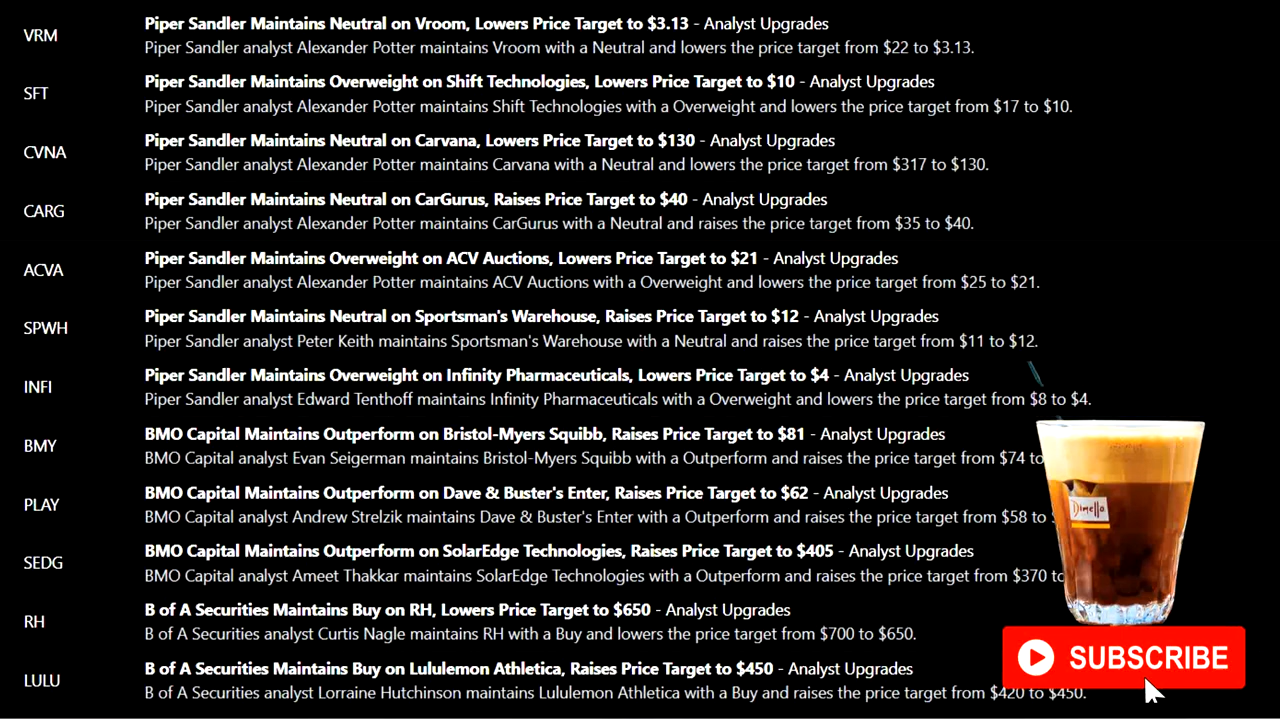 VRM
Piper Sandler Maintains Neutral on Vroom, Lowers Price Target to $3.13 - Analyst Upgrades
Piper Sandler analyst Alexander Potter maintains Vroom with a Neutral and lowers the price target from $22 to $3.13.
SFT
Piper Sandler Maintains Overweight on Shift Technologies, Lowers Price Target to $10 - Analyst Upgrades
Piper Sandler analyst Alexander Potter maintains Shift Technologies with a Overweight and lowers the price target from $17 to $10.
CVNA
Piper Sandler Maintains Neutral on Carvana, Lowers Price Target to $130 - Analyst Upgrades
Piper Sandler analyst Alexander Potter maintains Carvana with a Neutral and lowers the price target from $317 to $130.
CARG
Piper Sandler Maintains Neutral on CarGurus, Raises Price Target to $40 - Analyst Upgrades
Piper Sandler analyst Alexander Potter maintains CarGurus with a Neutral and raises the price target from $35 to $40.
ACVA
Piper Sandler Maintains Overweight on ACV Auctions, Lowers Price Target to $21 - Analyst Upgrades
Piper Sandler analyst Alexander Potter maintains ACV Auctions with a Overweight and lowers the price target from $25 to $21.
SPWH
Piper Sandler Maintains Neutral on Sportsman's Warehouse, Raises Price Target to $12 - Analyst Upgrades
Piper Sandler analyst Peter Keith maintains Sportsman's Warehouse with a Neutral and raises the price target from $11 to $12.
INFI
Piper Sandler Maintains Overweight on Infinity Pharmaceuticals, Lowers Price Target to $4 - Analyst Upgrades
Piper Sandler analyst Edward Tenthoff maintains Infinity Pharmaceuticals with a Overweight and lowers the price target from $8 to $4.
BMY
BMO Capital Maintains Outperform on Bristol-Myers Squibb, Raises Price Target to $81 - Analyst Upgrades
BMO Capital analyst Evan Seigerman maintains Bristol-Myers Squibb with a Outperform and raises the price target from $74 to
PLAY
BMO Capital Maintains Outperform on Dave & Buster's Enter, Raises Price Target to $62 - Analyst Upgrades
BMO Capital analyst Andrew Strelzik maintains Dave & Buster's Enter with a Outperform and raises the price target from $58 to
Dimello
SEDG
BMO Capital Maintains Outperform on SolarEdge Technologies, Raises Price Target to $405 - Analyst Upgrades
BMO Capital analyst Ameet Thakkar maintains SolarEdge Technologies with a Outperform and raises the price target from $370 to
RH
B of A Securities Maintains Buy on RH, Lowers Price Target to $650 - Analyst Upgrades
B of A Securities analyst Curtis Nagle maintains RH with a Buy and lowers the price target from $700 to $650.
SUBSCRIBE
LULU
B of A Securities Maintains Buy on Lululemon Athletica, Raises Price Target to $450 - Analyst Upgrades
B of A Securities analyst Lorraine Hutchinson maintains Lululemon Athletica with a Buy and raises the price target from $420 to $450.